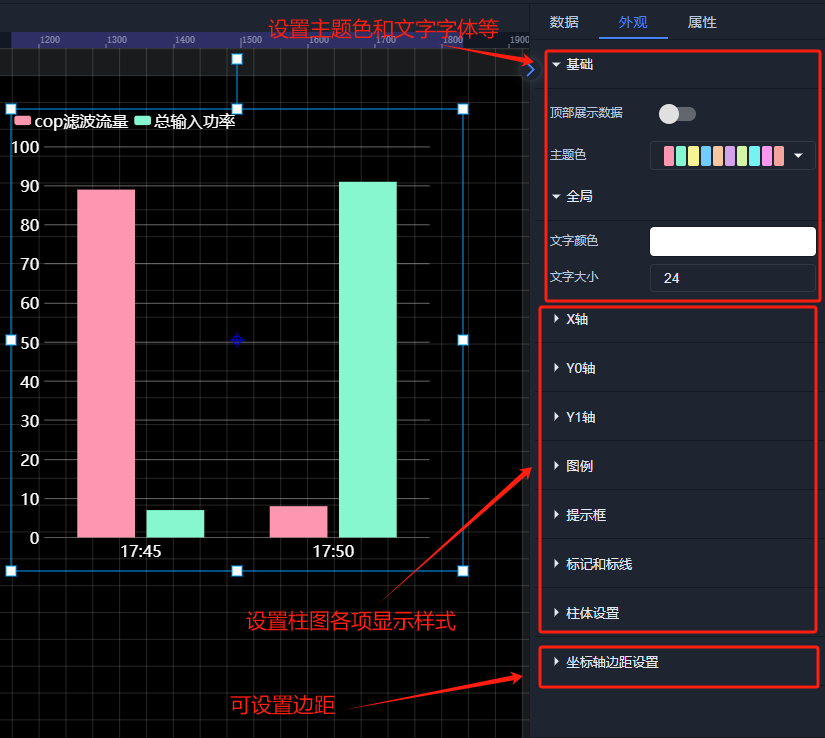 数据 外观 属性
设置主题色和文字字体等
1200 1300 1400 1500 1600 1700 1800 1900
基础
cop滤波流量 总输入功率
顶部展示数据
100
主题色
90
全局
80
文字颜色
70
文字大小 24
60
X轴
50
Y0轴
40
Y1轴
30
图例
20
10
提示框
0
17:45 17:50
标记和标线
设置柱图各项显示样式
柱体设置
坐标轴边距设置
可设置边距